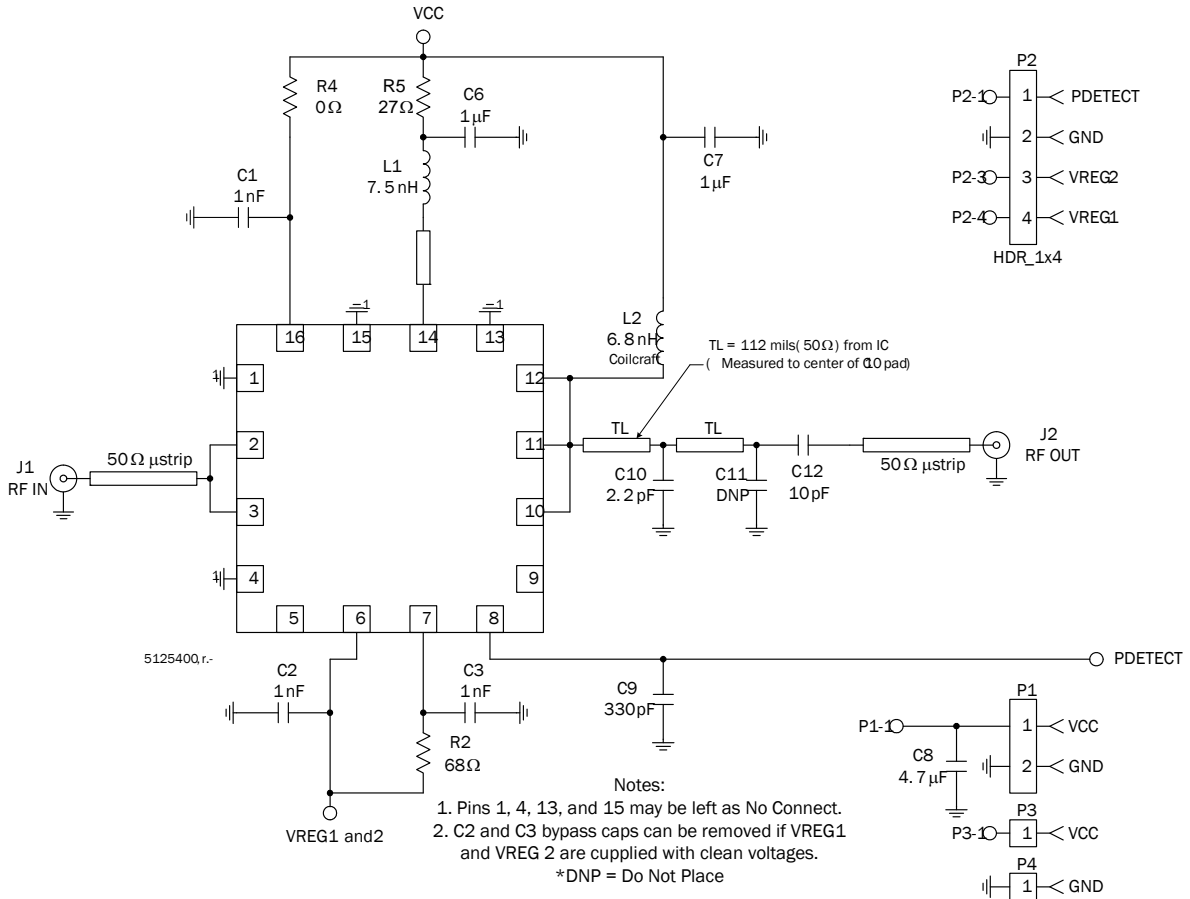 VCC
P2
R4
0Ω
R5
27Ω
C6
1µF
P2-1
1
PDETECT
2
GND
L1
7.5nH
C7
1µF
C1
1nF
P2-3
3
VREG2
P2-4
4
VREG1
HDR_1x4
1
1
16
15
14
13
L2
6.8nH
Coilcraft
TL = 112 mils( 50Ω) from IC
( Measured to center of C10 pad)
1
1
12
2
11
TL
TL
J2
RF OUT
J1
RF IN
50Ω µstrip
C10
2.2pF
C11
DNP
C12
10pF
50Ω µstrip
3
10
1
4
9
5
6
7
8
5125400, r.-
PDETECT
C2
1nF
C3
1nF
C9
330pF
P1
P1-1
1
VCC
R2
68Ω
C8
4.7µF
2
GND
VREG1 and2
Notes:
1. Pins 1, 4, 13, and 15 may be left as No Connect.
2. C2 and C3 bypass caps can be removed if VREG1
and VREG 2 are cupplied with clean voltages.
*DNP = Do Not Place
P3
P3-1
1
VCC
P4
1
GND